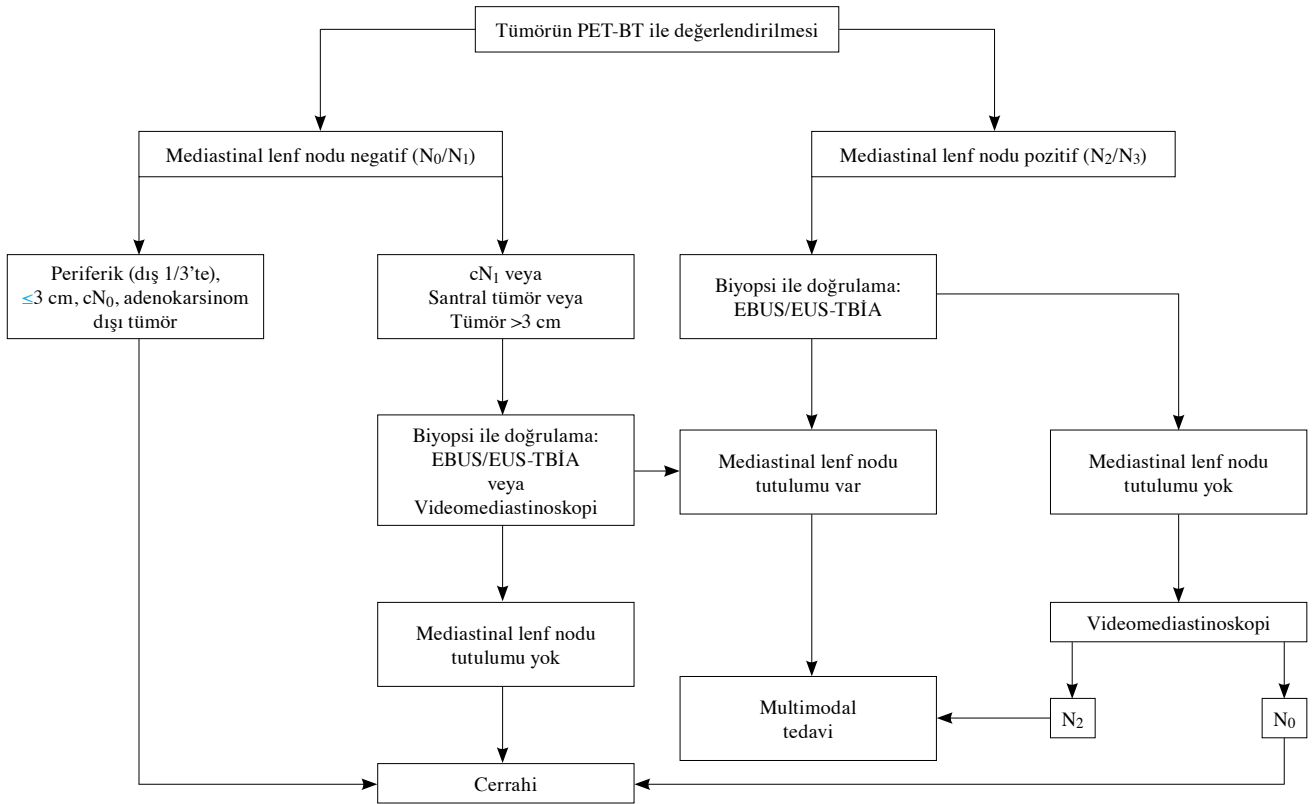 Tümörün PET-BT ile değerlendirilmesi
Mediastinal lenf nodu negatif (N₀/N₁)
Mediastinal lenf nodu pozitif (N₂/N₃)
Periferik (dış 1/3’te),
≤3 cm, cN₀, adenokarsinom
dışı tümör
cN₁ veya
Santral tümör veya
Tümör >3 cm
Biyopsi ile doğrulama:
EBUS/EUS-TBİA
Biyopsi ile doğrulama:
EBUS/EUS-TBİA
veya
Videomediastinoskopi
Mediastinal lenf nodu
tutulumu var
Mediastinal lenf nodu
tutulumu yok
Mediastinal lenf nodu
tutulumu yok
Videomediastinoskopi
Multimodal
tedavi
N₂
N₀
Cerrahi